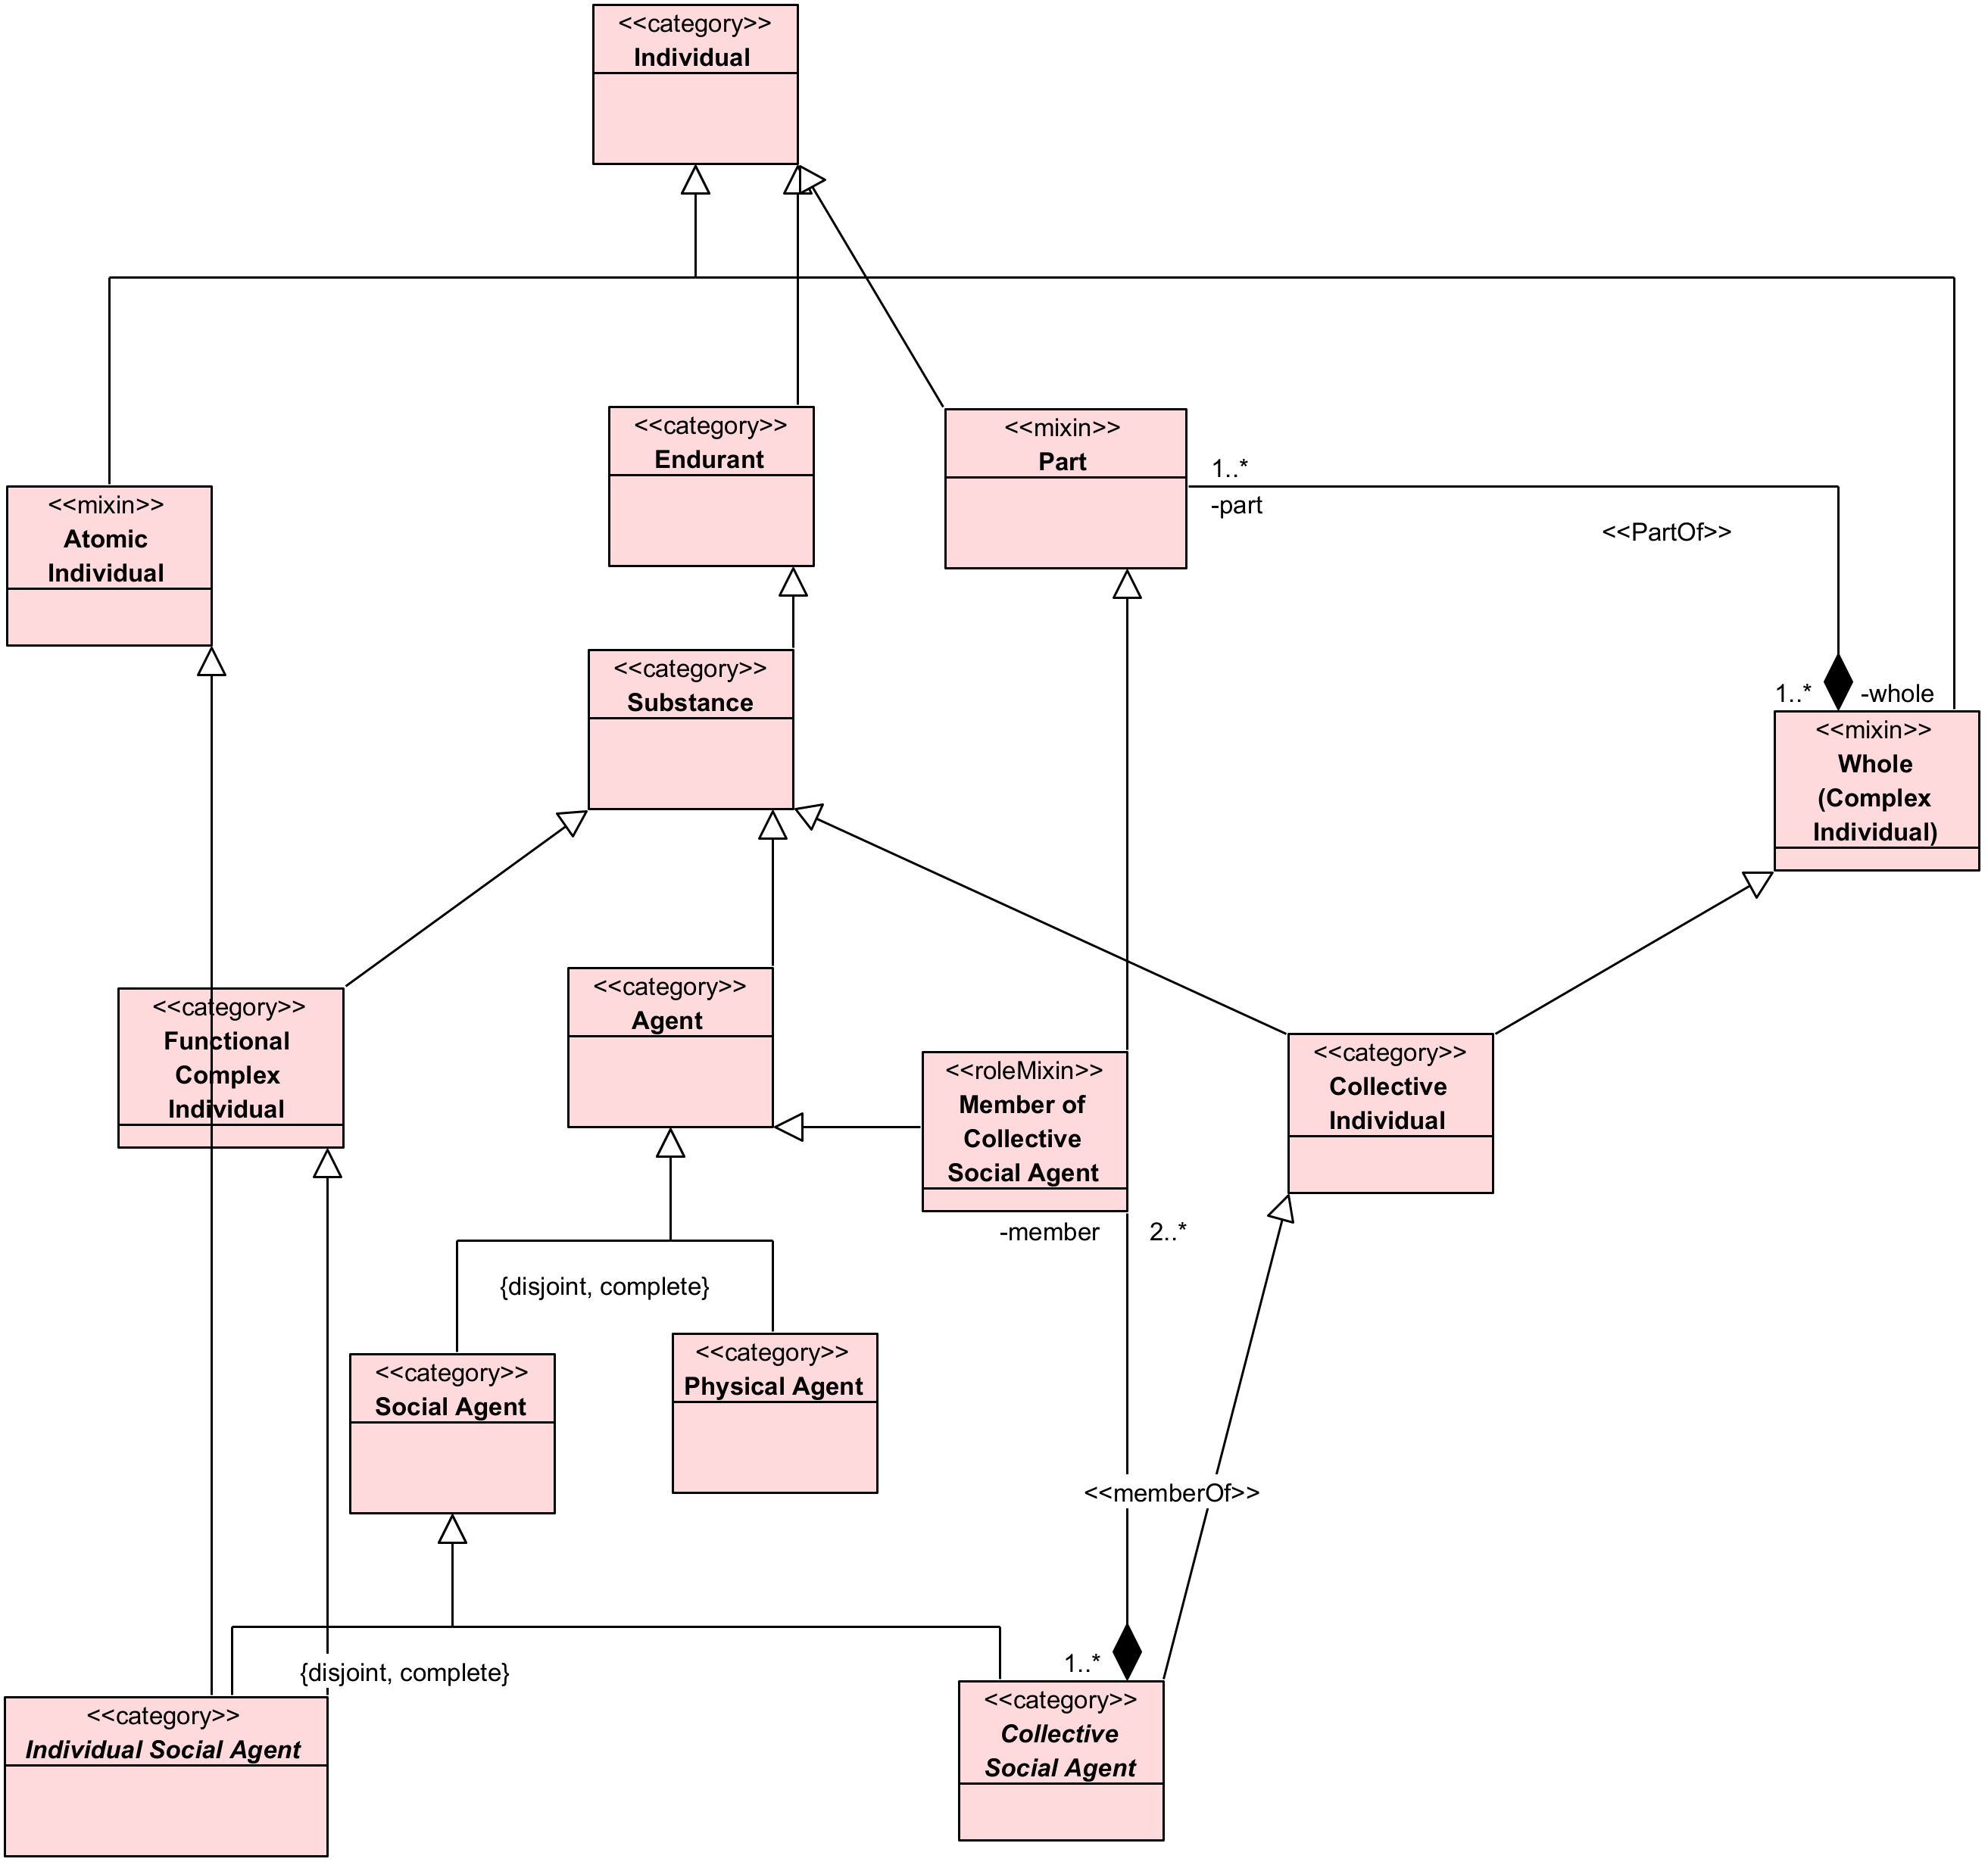 <<category>>
Individual
<<category>>
Endurant
<<mixin>>
Part
1..*
-part
<<PartOf>>
<<mixin>>
Atomic
Individual
<<category>>
Substance
1..*
-whole
<<mixin>>
Whole
(Complex
Individual)
<<category>>
Functional
Complex
Individual
<<category>>
Agent
<<roleMixin>>
Member of
Collective
Social Agent
<<category>>
Collective
Individual
-member
2..*
{disjoint, complete}
<<category>>
Social Agent
<<category>>
Physical Agent
<<memberOf>>
{disjoint, complete}
1..*
<<category>>
Individual Social Agent
<<category>>
Collective
Social Agent